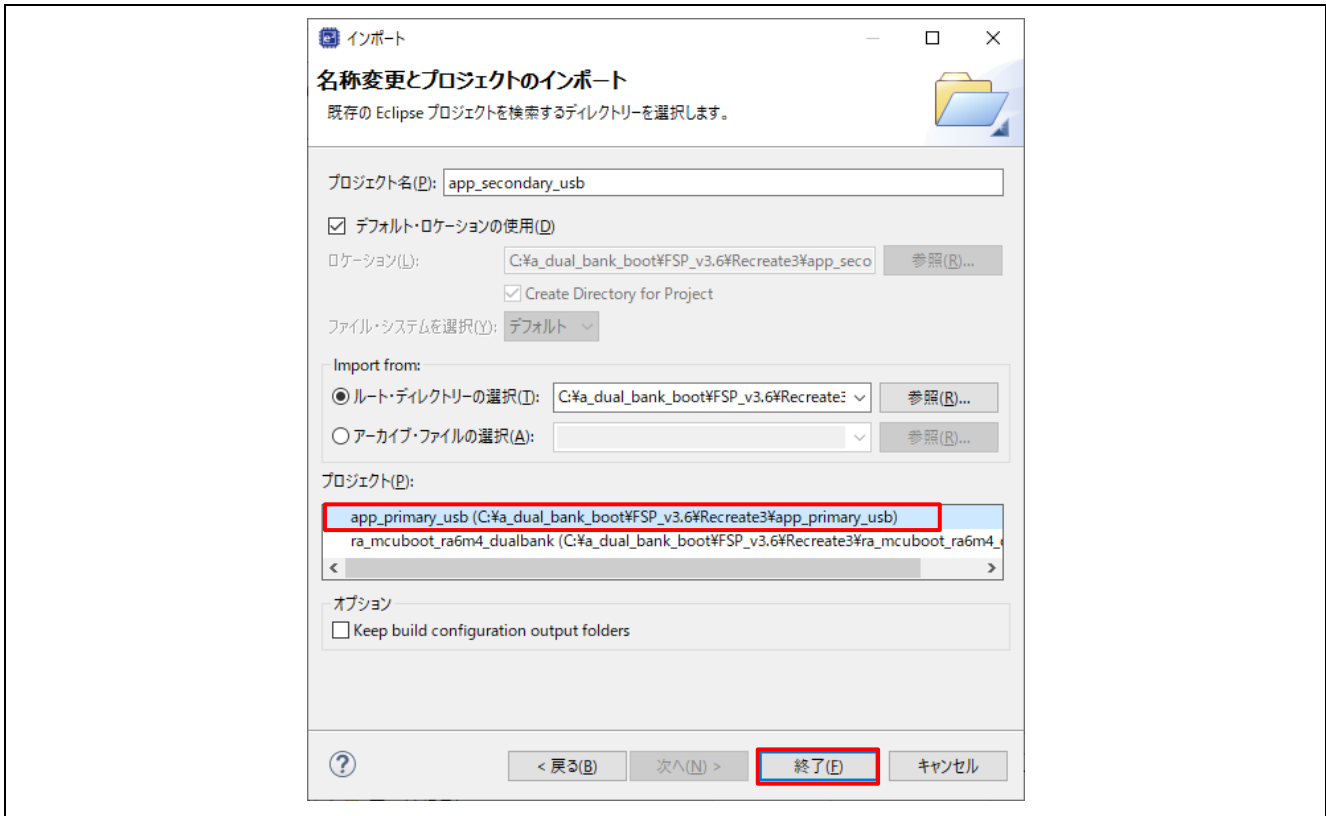 インポート
名称変更とプロジェクトのインポート
既存の Eclipse プロジェクトを検索するディレクトリーを選択します。
プロジェクト名(P): app_secondary_usb
デフォルト・ロケーションの使用(D)
ロケーション(L): C:¥a_dual_bank_boot¥FSP_v3.6¥Recreate3¥app_seco 参照(R)...
Create Directory for Project
ファイル・システムを選択(Y): デフォルト
Import from:
ルート・ディレクトリーの選択(T): C:¥a_dual_bank_boot¥FSP_v3.6¥Recreate3 参照(R)...
アーカイブ・ファイルの選択(A): 参照(R)...
プロジェクト(P):
app_primary_usb (C:¥a_dual_bank_boot¥FSP_v3.6¥Recreate3¥app_primary_usb)
ra_mcuboot_ra6m4_dualbank (C:¥a_dual_bank_boot¥FSP_v3.6¥Recreate3¥ra_mcuboot_ra6m4_
オプション
Keep build configuration output folders
? < 戻る(B) 次へ(N) > 終了(F) キャンセル